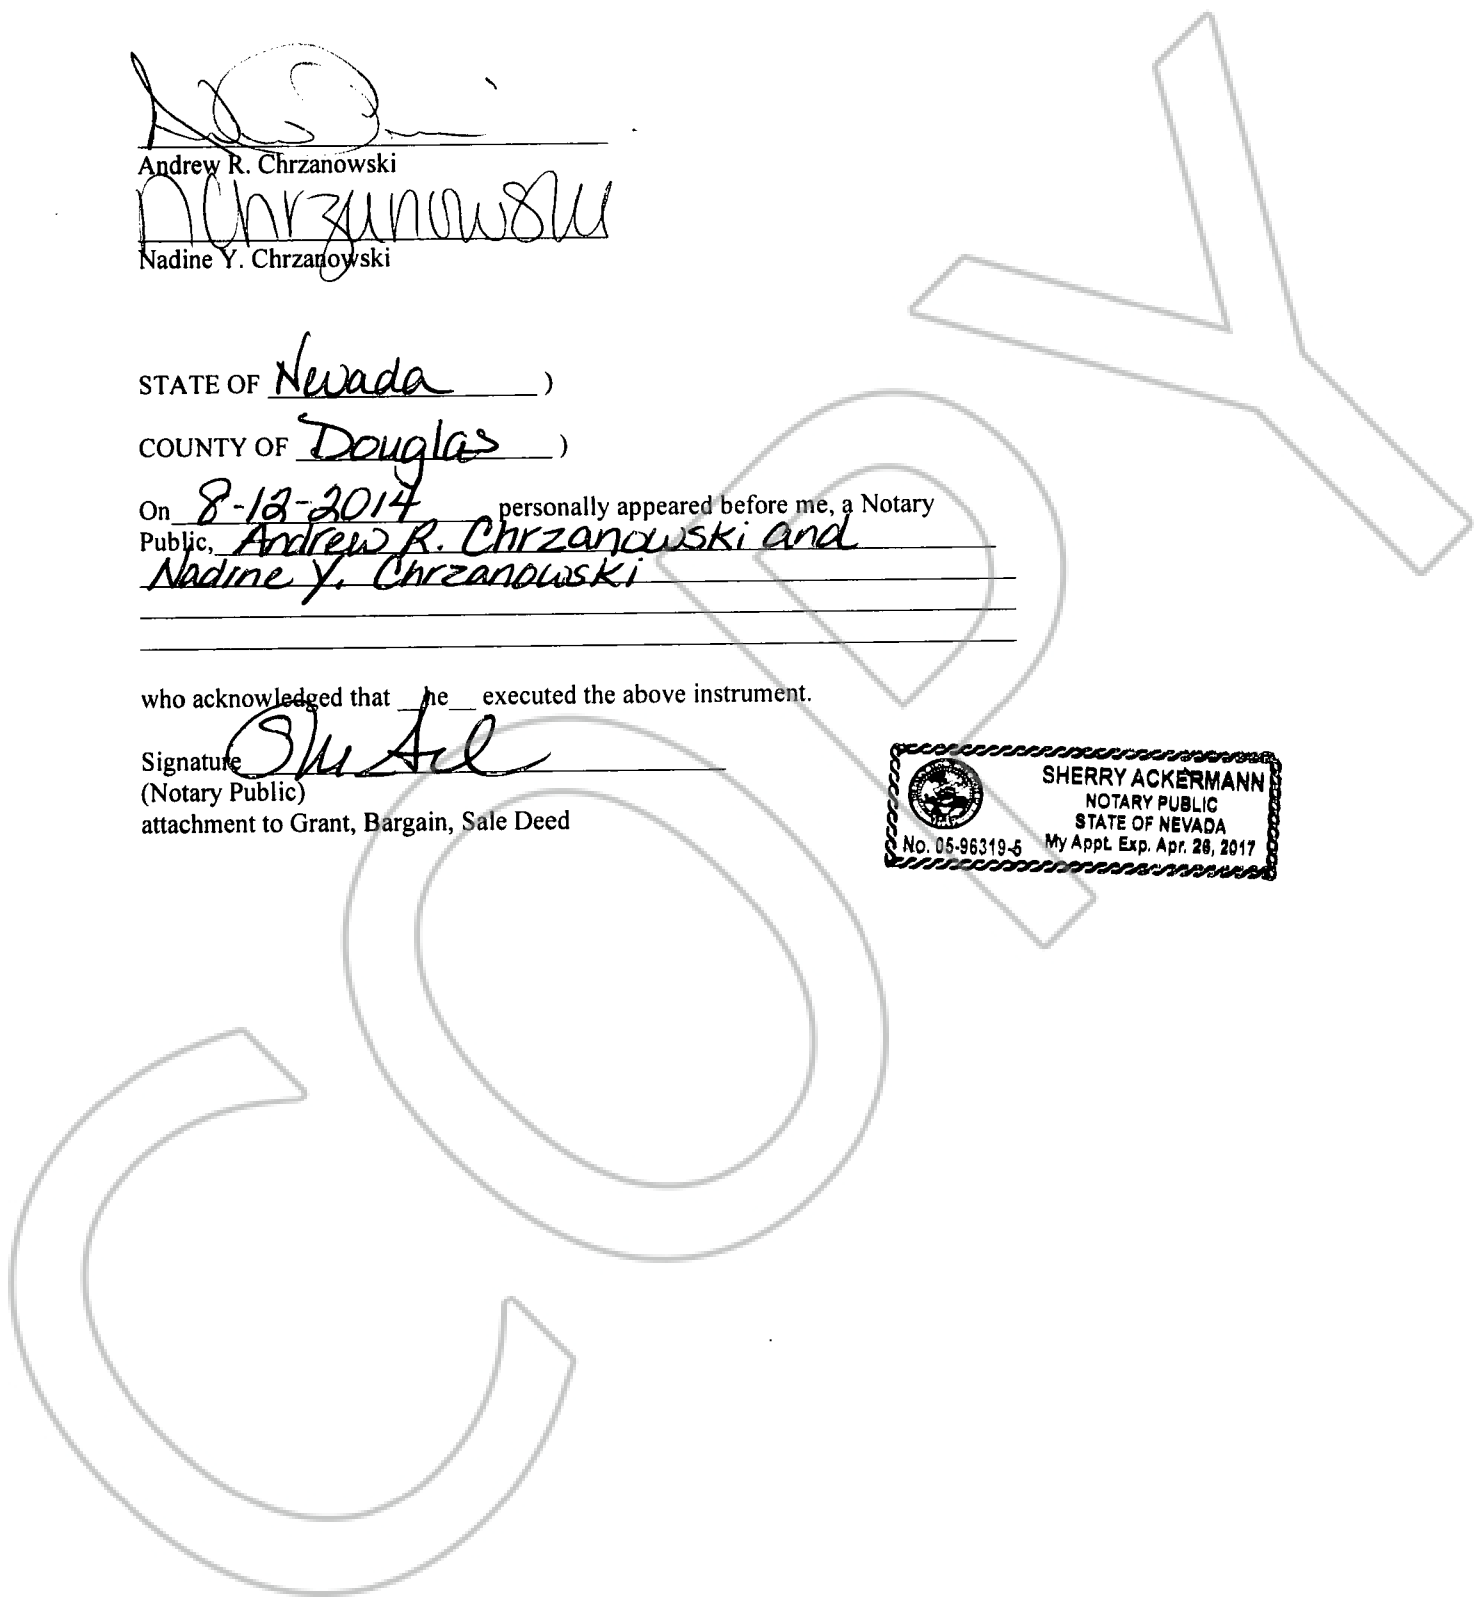 Andrew R. Chrzanowski
NChrzanowski
Nadine Y. Chrzanowski
STATE OF Nevada )
COUNTY OF Douglas )
On 8-12-2014 personally appeared before me, a Notary
Public, Andrew R. Chrzanowski and
Nadine Y. Chrzanowski
who acknowledged that __he__ executed the above instrument.
Signature
(Notary Public)
attachment to Grant, Bargain, Sale Deed
SHERRY ACKERMANN
NOTARY PUBLIC
STATE OF NEVADA
No. 05-96319-5 My Appt. Exp. Apr. 26, 2017
COPY